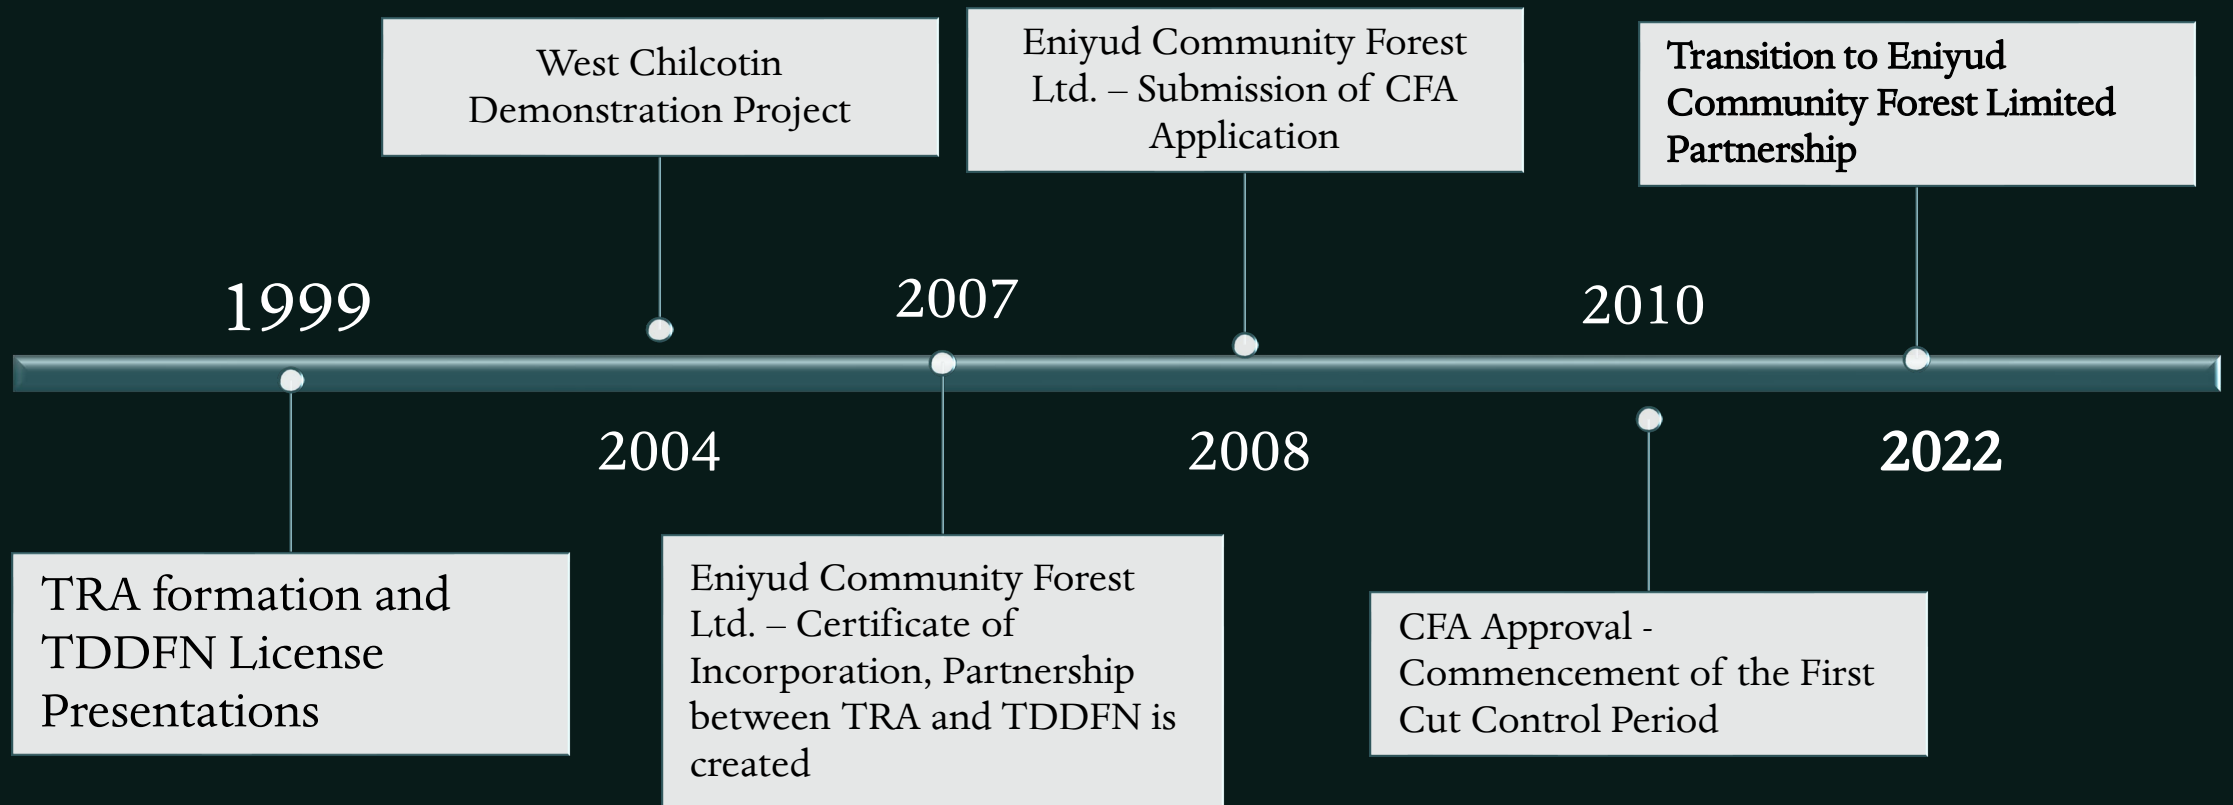 West Chilcotin
Demonstration Project
Eniyud Community Forest
Ltd. – Submission of CFA
Application
Transition to Eniyud
Community Forest Limited
Partnership
1999
2007
2010
2004
2008
2022
TRA formation and
TDDFN License
Presentations
Eniyud Community Forest
Ltd. – Certificate of
Incorporation, Partnership
between TRA and TDDFN is
created
CFA Approval -
Commencement of the First
Cut Control Period